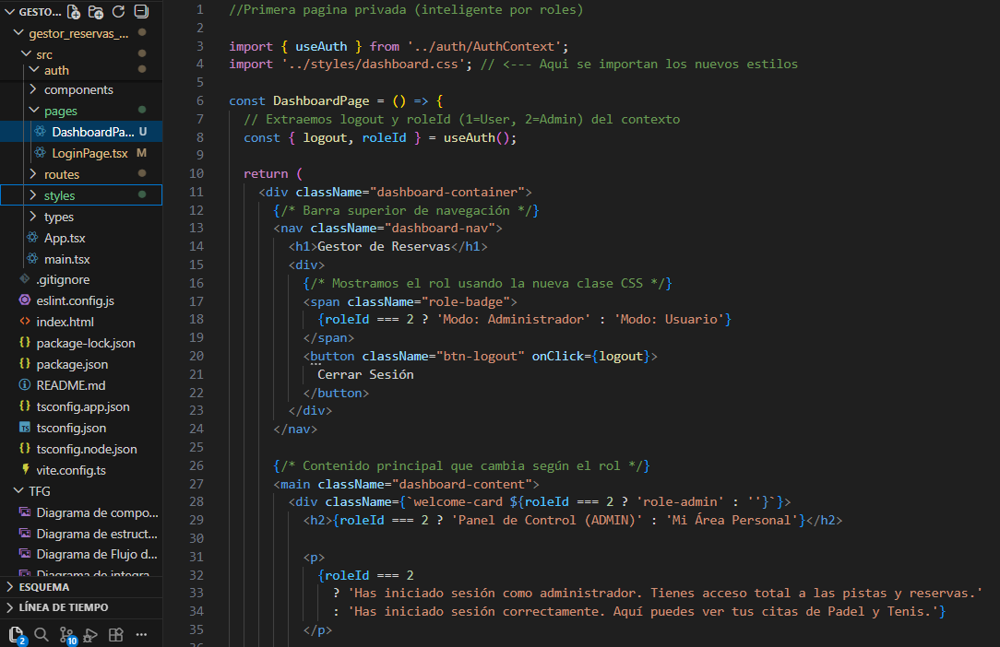 GESTO...
gestor_reservas_...
src
auth
components
pages
DashboardPa... U
LoginPage.tsx M
routes
styles
types
App.tsx
main.tsx
.gitignore
eslint.config.js
index.html
package-lock.json
package.json
README.md
tsconfig.app.json
tsconfig.json
tsconfig.node.json
vite.config.ts
TFG
Diagrama de compo...
Diagrama de estruct...
Diagrama de Flujo d...
Diagrama de integra...
ESQUEMA
LÍNEA DE TIEMPO
2
10
1 //Primera pagina privada (inteligente por roles)
2
3 import { useAuth } from '../auth/AuthContext';
4 import '../styles/dashboard.css'; // <--- Aqui se importan los nuevos estilos
5
6 const DashboardPage = () => {
7 // Extraemos logout y roleId (1=User, 2=Admin) del contexto
8 const { logout, roleId } = useAuth();
9
10 return (
11 <div className="dashboard-container">
12 {/* Barra superior de navegación */}
13 <nav className="dashboard-nav">
14 <h1>Gestor de Reservas</h1>
15 <div>
16 {/* Mostramos el rol usando la nueva clase CSS */}
17 <span className="role-badge">
18 {roleId === 2 ? 'Modo: Administrador' : 'Modo: Usuario'}
19 </span>
20 <button className="btn-logout" onClick={logout}>
21 Cerrar Sesión
22 </button>
23 </div>
24 </nav>
25
26 {/* Contenido principal que cambia según el rol */}
27 <main className="dashboard-content">
28 <div className={`welcome-card ${roleId === 2 ? 'role-admin' : ''}`}>
29 <h2>{roleId === 2 ? 'Panel de Control (ADMIN)' : 'Mi Área Personal'}</h2>
30
31 <p>
32 {roleId === 2
33 ? 'Has iniciado sesión como administrador. Tienes acceso total a las pistas y reservas.'
34 : 'Has iniciado sesión correctamente. Aquí puedes ver tus citas de Padel y Tenis.'}
35 </p>